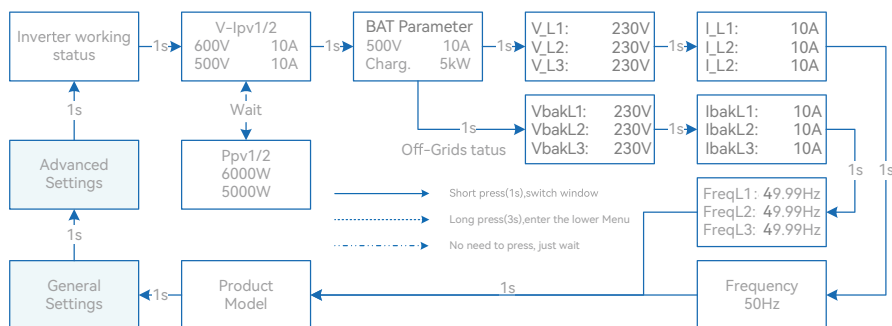 Inverter working
status
1s
V-Ipv1/2
600V 10A
500V 10A
1s
BAT Parameter
500V 10A
Charg. 5kW
1s
V_L1: 230V
V_L2: 230V
V_L3: 230V
1s
I_L1: 10A
I_L2: 10A
I_L2: 10A
1s
Wait
1s
Off-Grids tatus
VbakL1: 230V
VbakL2: 230V
VbakL3: 230V
1s
IbakL1: 10A
IbakL2: 10A
IbakL3: 10A
1s
1s
Advanced
Settings
Ppv1/2
6000W
5000W
Short press(1s),switch window
Long press(3s),enter the lower Menu
No need to press, just wait
FreqL1: 49.99Hz
FreqL2: 49.99Hz
FreqL3: 49.99Hz
1s
General
Settings
1s
Product
Model
1s
Frequency
50Hz